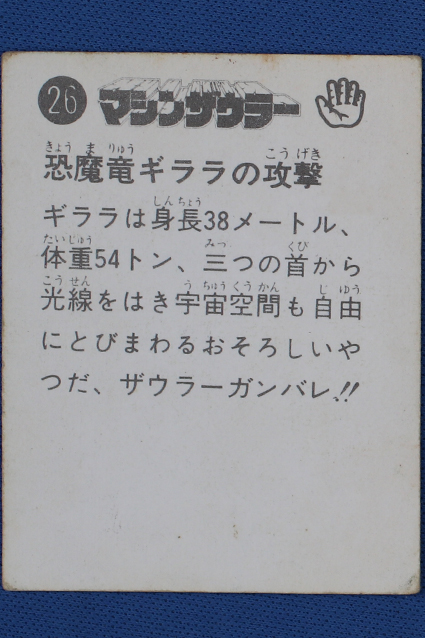 26
マシンザウラー
恐魔竜ギララの攻撃
ギララは身長38メートル、
体重54トン、三つの首から
光線をはき宇宙空間も自由
にとびまわるおそろしいや
つだ、ザウラーガンバレ!!